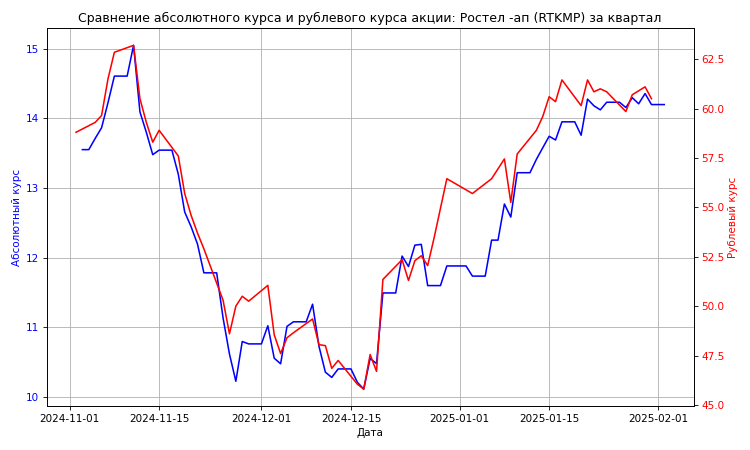 Сравнение абсолютного курса и рублевого курса акции: Ростел -ап (RTKMP) за квартал
15
14
13
12
11
10
Абсолютный курс
62.5
60.0
57.5
55.0
52.5
50.0
47.5
45.0
Рублевый курс
2024-11-01 2024-11-15 2024-12-01 2024-12-15 2025-01-01 2025-01-15 2025-02-01
Дата